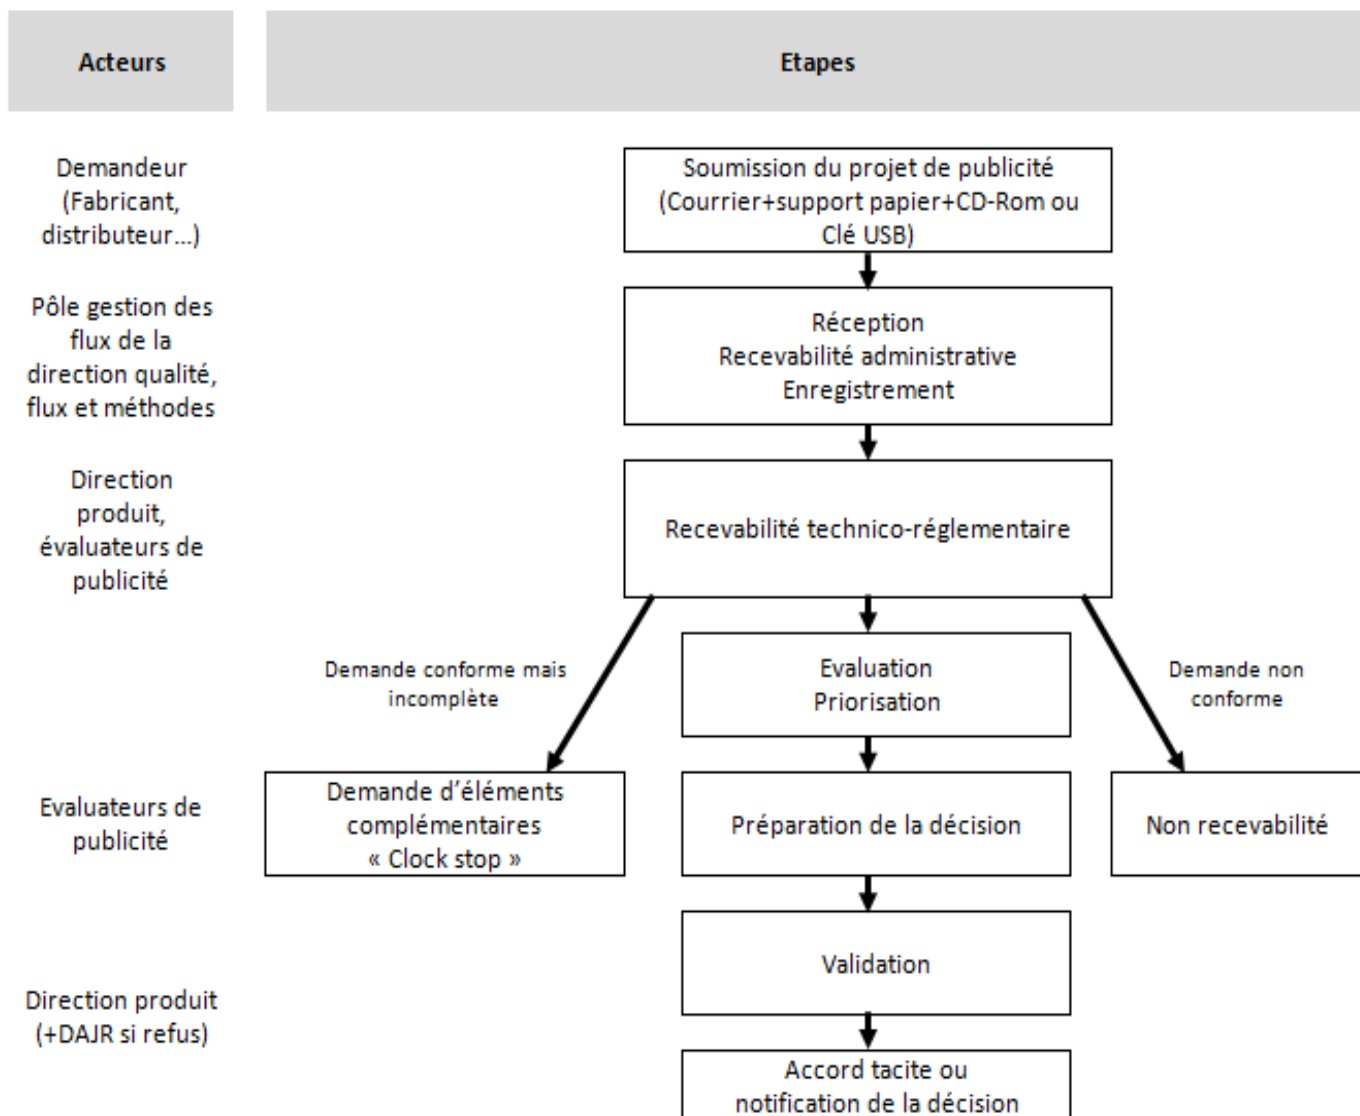 Acteurs
Etapes
Demandeur
(Fabricant,
distributeur...)
Soumission du projet de publicité
(Courrier+support papier+CD-Rom ou
Clé USB)
Pôle gestion des
flux de la
direction qualité,
flux et méthodes
Réception
Recevabilité administrative
Enregistrement
Direction
produit,
évaluateurs de
publicité
Recevabilité technico-réglementaire
Demande conforme mais
incomplète
Evaluation
Priorisation
Demande non
conforme
Evaluateurs de
publicité
Demande d’éléments
complémentaires
« Clock stop »
Préparation de la décision
Non recevabilité
Validation
Direction produit
(+DAJR si refus)
Accord tacite ou
notification de la décision